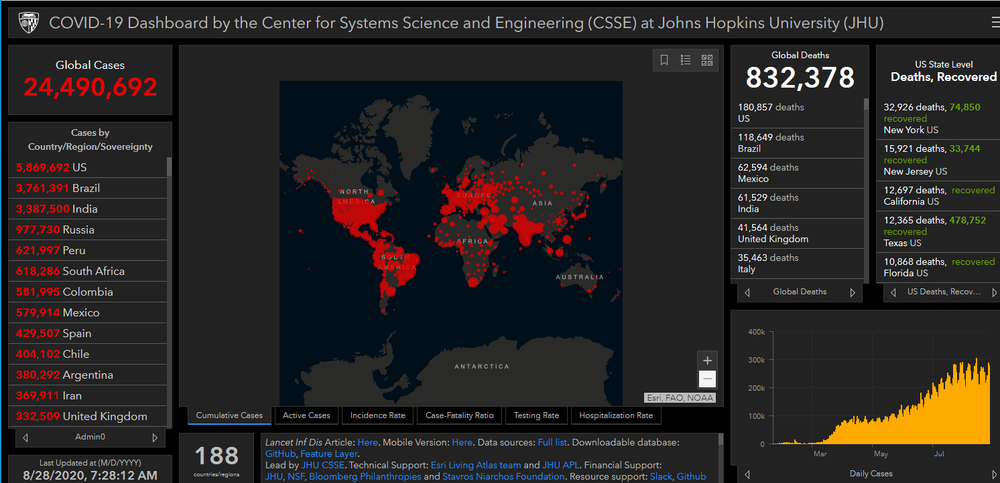 COVID-19 Dashboard by the Center for Systems Science and Engineering (CSSE) at Johns Hopkins University (JHU)
Global Cases
24,490,692
Cases by
Country/Region/Sovereignty
5,869,692 US
3,761,391 Brazil
3,387,500 India
977,730 Russia
621,997 Peru
618,286 South Africa
581,995 Colombia
579,914 Mexico
429,507 Spain
404,102 Chile
380,292 Argentina
369,911 Iran
332,509 United Kingdom
Admin0
Last Updated at (M/D/YYYY)
8/28/2020, 7:28:12 AM
NORTH
AMERICA
EUROPE
ASIA
AFRICA
SOUTH
AMERICA
AUSTRALIA
ANTARCTICA
Esri, FAO, NOAA
Cumulative Cases
Active Cases
Incidence Rate
Case-Fatality Ratio
Testing Rate
Hospitalization Rate
188
countries/regions
Lancet Inf Dis Article: Here. Mobile Version: Here. Data sources: Full list. Downloadable database:
GitHub, Feature Layer.
Lead by JHU CSSE. Technical Support: Esri Living Atlas team and JHU APL. Financial Support:
JHU, NSF, Bloomberg Philanthropies and Stavros Niarchos Foundation. Resource support: Slack, Github
Global Deaths
832,378
180,857 deaths
US
118,649 deaths
Brazil
62,594 deaths
Mexico
61,529 deaths
India
41,564 deaths
United Kingdom
35,463 deaths
Italy
Global Deaths
US State Level
Deaths, Recovered
32,926 deaths, 74,850
recovered
New York US
15,921 deaths, 33,744
recovered
New Jersey US
12,697 deaths, recovered
California US
12,365 deaths, 478,752
recovered
Texas US
10,868 deaths, recovered
Florida US
US Deaths, Recov...
400k
300k
200k
100k
0
Mar
May
Jul
Daily Cases